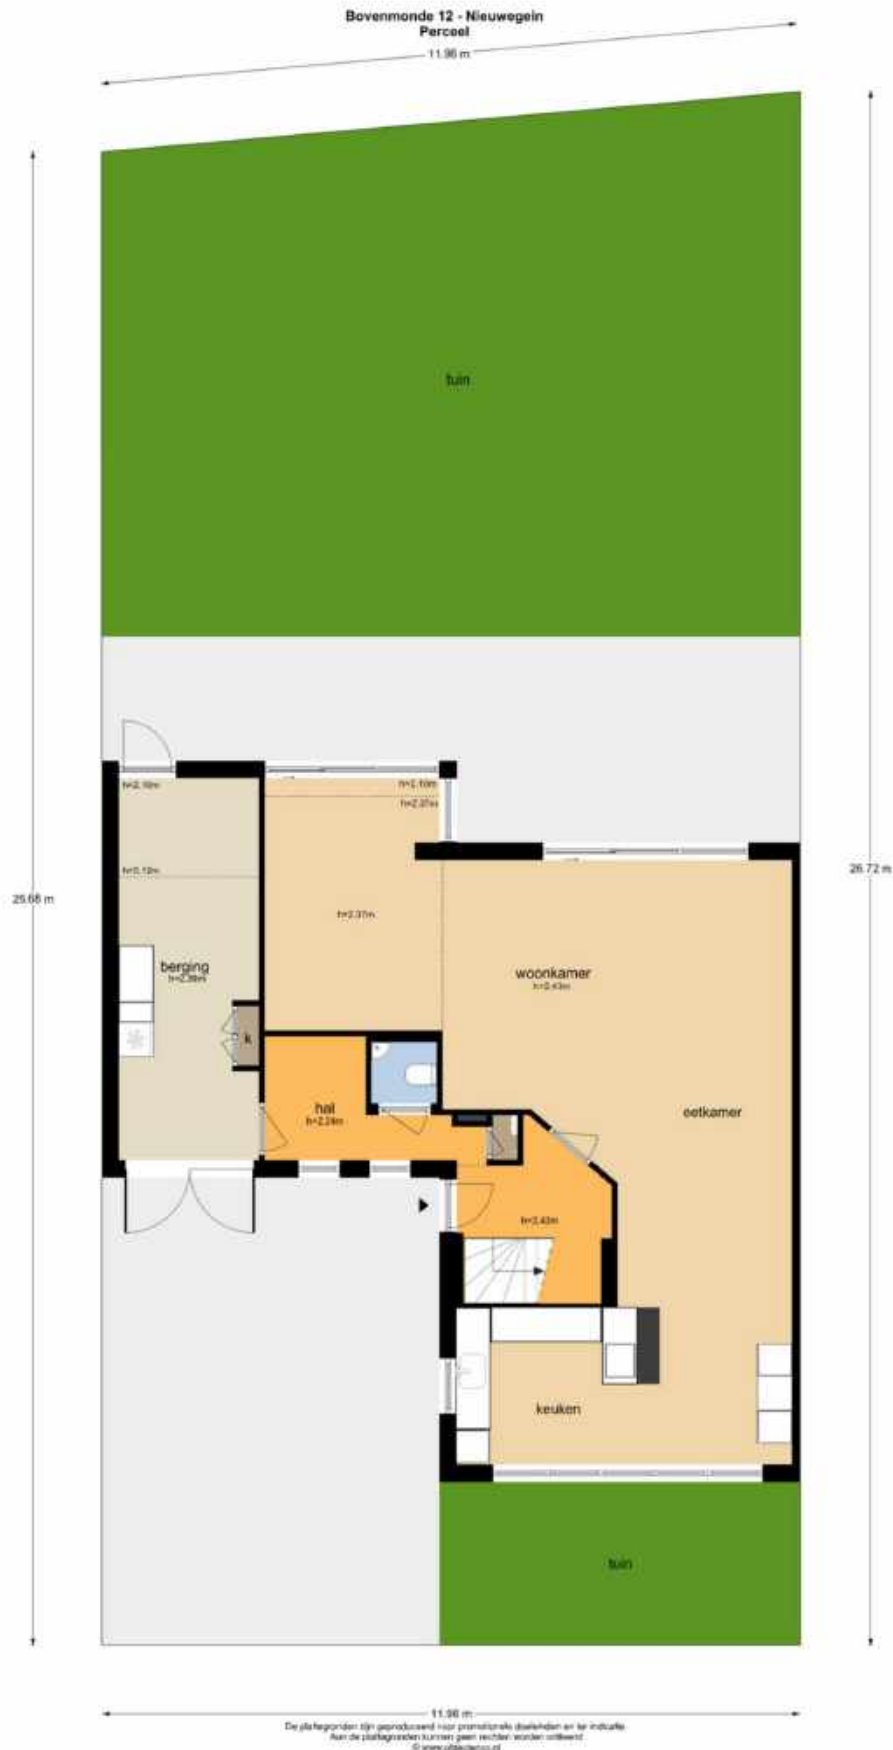 Bovenmonde 12 - Nieuwegein
Perceel
11.96 m
tuin
h=2.10m
h=2.10m
h=2.37m
26.72 m
25.68 m
h=2.37m
berging
woonkamer
h=2.43m
k
hal
h=2.24m
eetkamer
h=2.43m
keuken
tuin
11.96 m
De plattegronden zijn geproduceerd voor promotionele doeleinden en ter indicatie.
Aan de plattegronden kunnen geen rechten worden ontleend